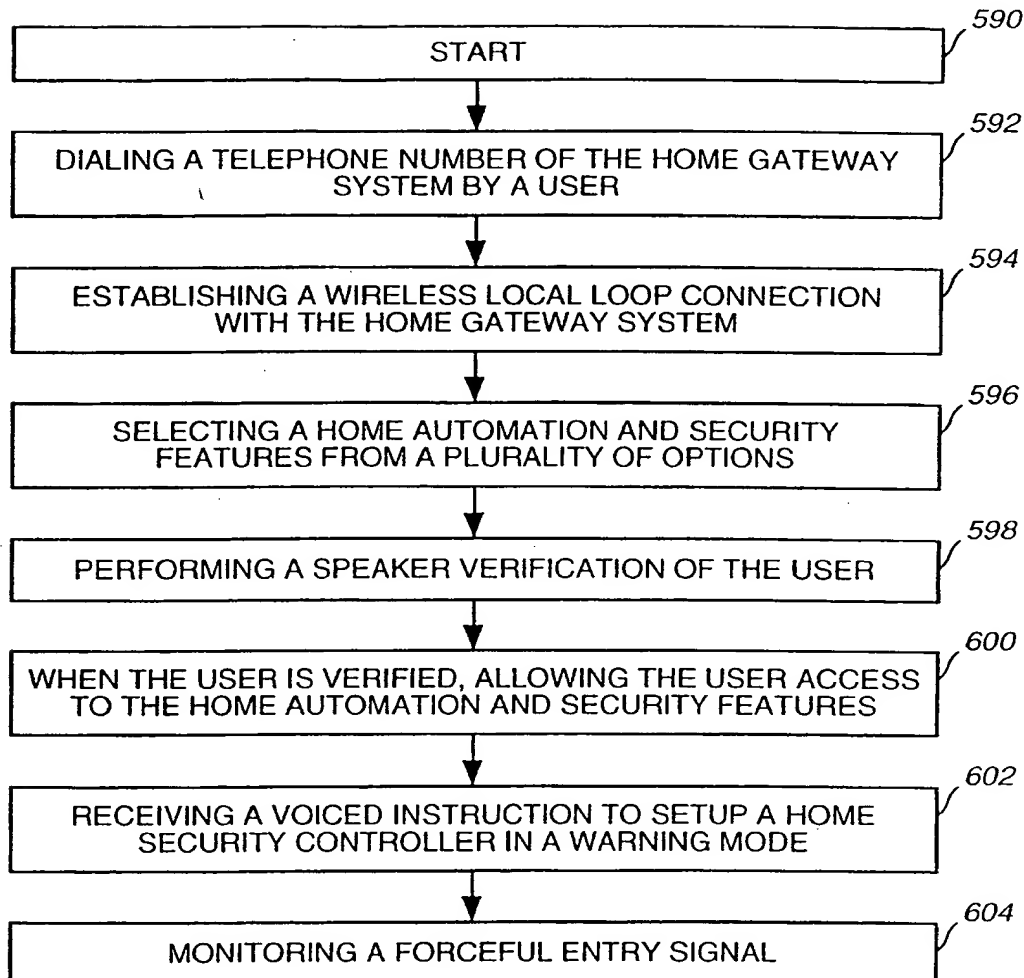 590
START
592
DIALING A TELEPHONE NUMBER OF THE HOME GATEWAY
SYSTEM BY A USER
594
ESTABLISHING A WIRELESS LOCAL LOOP CONNECTION
WITH THE HOME GATEWAY SYSTEM
596
SELECTING A HOME AUTOMATION AND SECURITY
FEATURES FROM A PLURALITY OF OPTIONS
598
PERFORMING A SPEAKER VERIFICATION OF THE USER
600
WHEN THE USER IS VERIFIED, ALLOWING THE USER ACCESS
TO THE HOME AUTOMATION AND SECURITY FEATURES
602
RECEIVING A VOICED INSTRUCTION TO SETUP A HOME
SECURITY CONTROLLER IN A WARNING MODE
604
MONITORING A FORCEFUL ENTRY SIGNAL